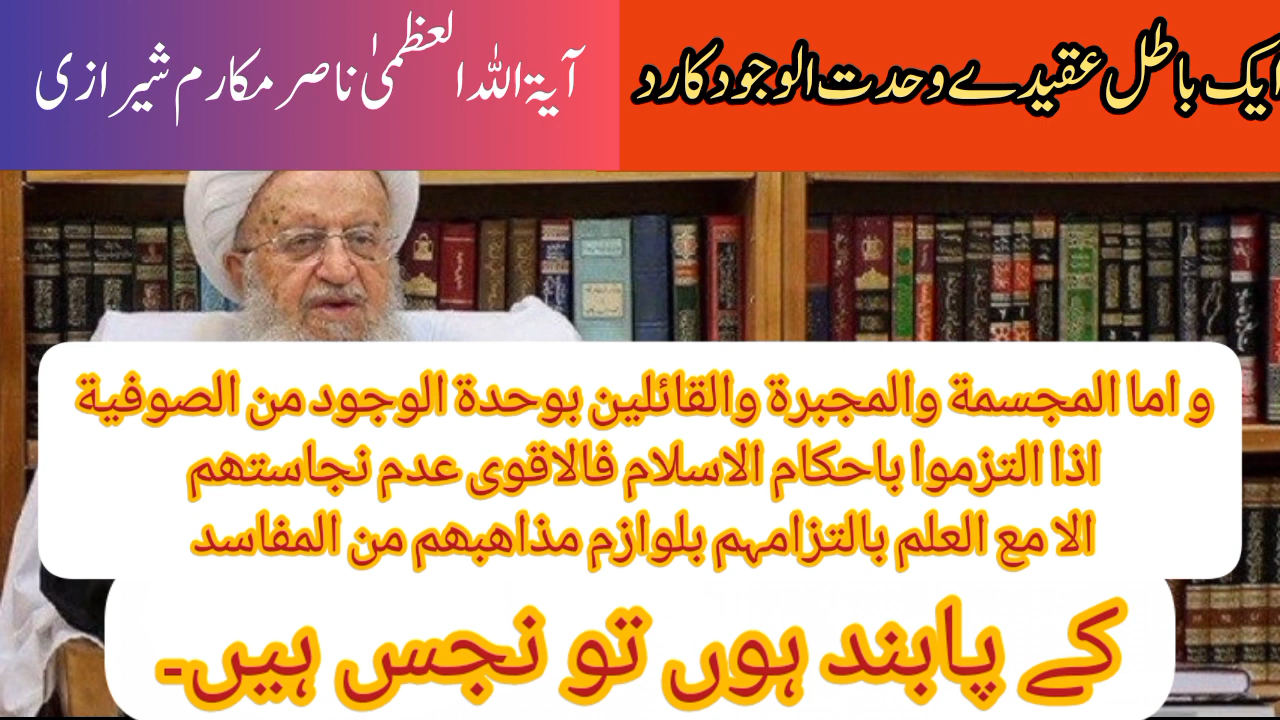 ایک باطل عقیدے وحدت الوجود کا رد
آیۃ اللہ العظمیٰ ناصر مکارم شیرازی
و اما المجسمة والمجبرة والقائلين بوحدة الوجود من الصوفية
اذا التزموا باحكام الاسلام فالاقوى عدم نجاستهم
الا مع العلم بالتزامهم بلوازم مذاهبهم من المفاسد
کے پابند ہوں تو نجس ہیں۔